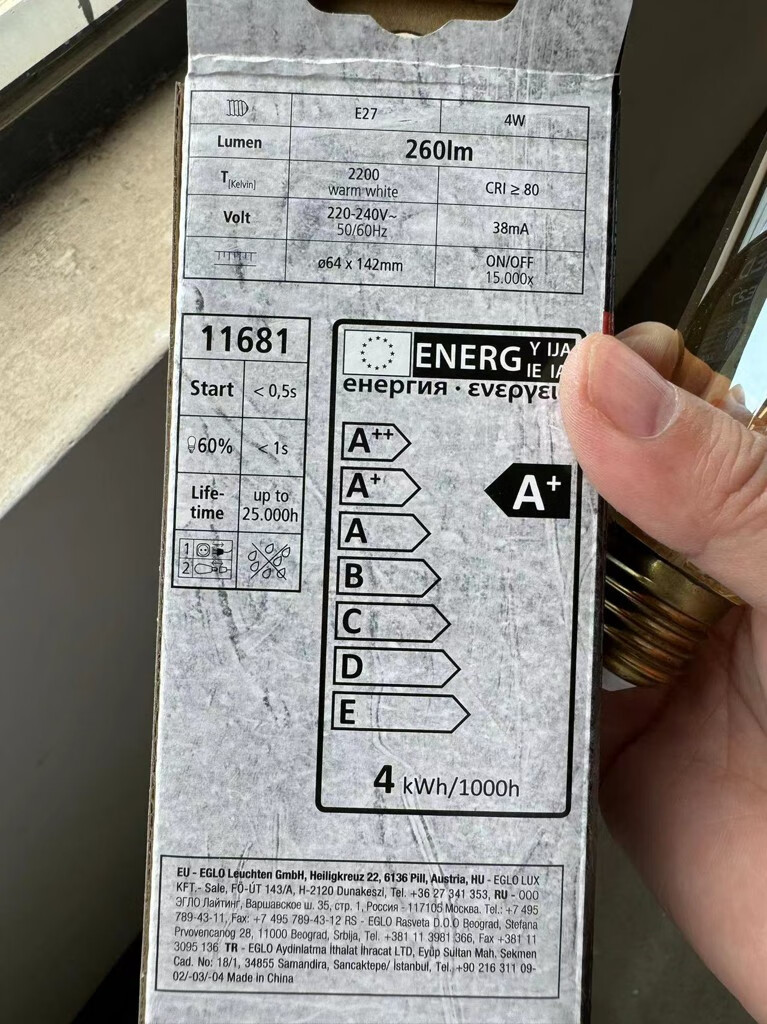 E27 4W
Lumen 260lm
T[Kelvin] 2200 warm white CRI ≥ 80
Volt 220-240V~ 50/60Hz 38mA
ø64 x 142mm ON/OFF 15.000x
11681
Start < 0,5s
60% < 1s
Life-time up to 25.000h
1
2
ENERG Y IJA
IE IA
енергия · ενεργει
A++
A+
A+
A
B
C
D
E
4 kWh/1000h
EU - EGLO Leuchten GmbH, Heiligkreuz 22, 6136 Pill, Austria, HU - EGLO LUX
KFT.- Sale, FÖ-ÚT 143/A, H-2120 Dunakeszi, Tel. +36 27 341 353, RU - OOO
ЭГЛО Лайтинг, Варшавское ш. 35, стр. 1, Россия - 117105 Москва. Tel.: +7 495
789-43-11, Fax: +7 495 789-43-12 RS - EGLO Rasveta D.O.O Beograd, Stefana
Prvovencanog 28, 11000 Beograd, Srbija, Tel. +381 11 3981 366, Fax +381 11
3095 136 TR - EGLO Aydinlatma İthalat İhracat LTD, Eyüp Sultan Mah. Sekmen
Cad. No: 18/1, 34855 Samandira, Sancaktepe/ İstanbul, Tel. +90 216 311 09-
02/-03/-04 Made in China